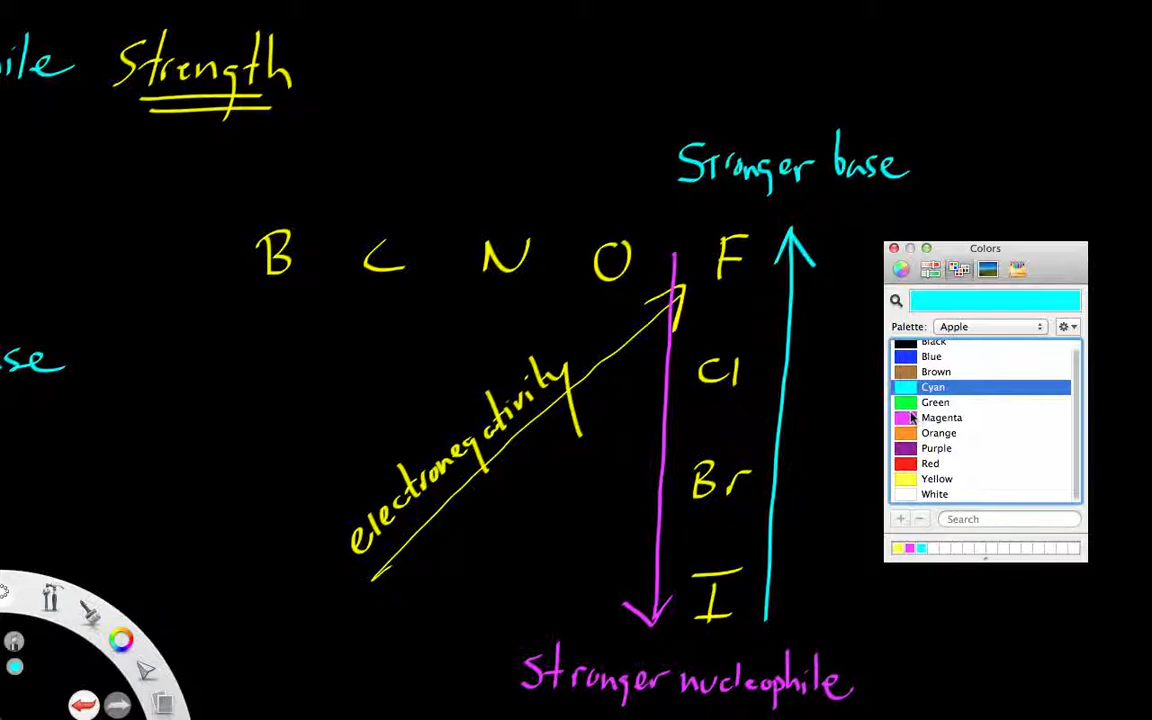 ile Strength
Stronger base
B C N O F
Cl
Br
I
se
electronegativity
Stronger nucleophile
Colors
Palette: Apple
Black
Blue
Brown
Cyan
Green
Magenta
Orange
Purple
Red
Yellow
White
Search